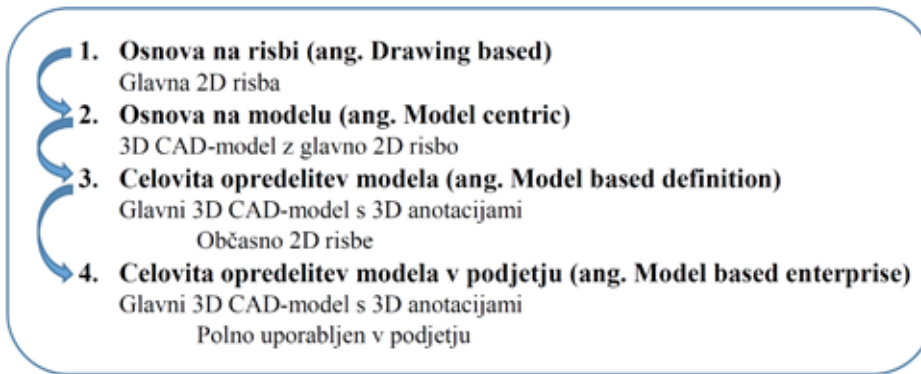 1. Osnova na risbi (ang. Drawing based)
Glavna 2D risba
2. Osnova na modelu (ang. Model centric)
3D CAD-model z glavno 2D risbo
3. Celovita opredelitev modela (ang. Model based definition)
Glavni 3D CAD-model s 3D anotacijami
Občasno 2D risbe
4. Celovita opredelitev modela v podjetju (ang. Model based enterprise)
Glavni 3D CAD-model s 3D anotacijami
Polno uporabljen v podjetju